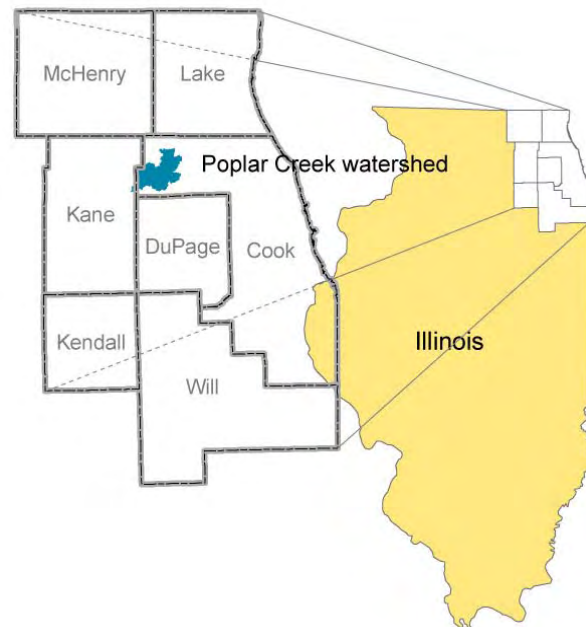 McHenry
Lake
Poplar Creek watershed
Kane
DuPage
Cook
Kendall
Illinois
Will